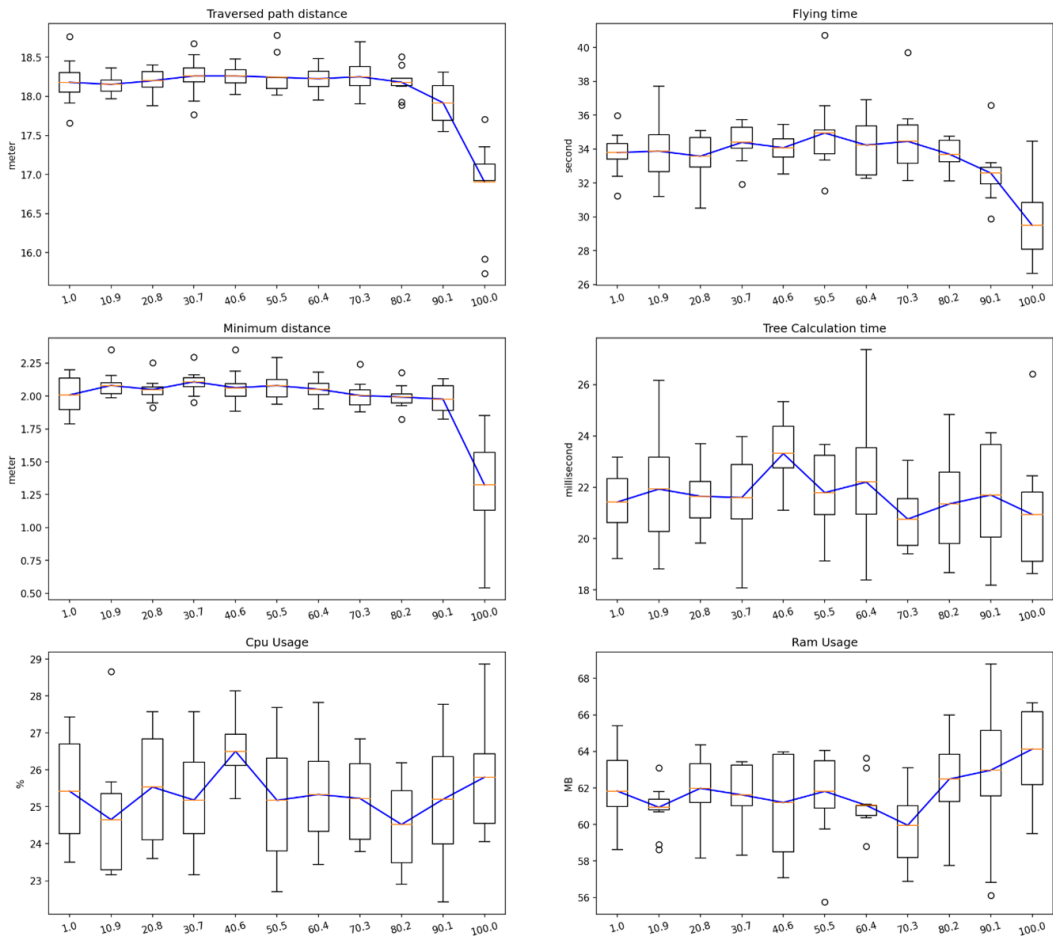 Traversed path distance
meter
18.5
18.0
17.5
17.0
16.5
16.0
1.0 10.9 20.8 30.7 40.6 50.5 60.4 70.3 80.2 90.1 100.0
Flying time
second
40
38
36
34
32
30
28
26
1.0 10.9 20.8 30.7 40.6 50.5 60.4 70.3 80.2 90.1 100.0
Minimum distance
meter
2.25
2.00
1.75
1.50
1.25
1.00
0.75
0.50
1.0 10.9 20.8 30.7 40.6 50.5 60.4 70.3 80.2 90.1 100.0
Tree Calculation time
millisecond
26
24
22
20
18
1.0 10.9 20.8 30.7 40.6 50.5 60.4 70.3 80.2 90.1 100.0
Cpu Usage
%
29
28
27
26
25
24
23
1.0 10.9 20.8 30.7 40.6 50.5 60.4 70.3 80.2 90.1 100.0
Ram Usage
MB
68
66
64
62
60
58
56
1.0 10.9 20.8 30.7 40.6 50.5 60.4 70.3 80.2 90.1 100.0